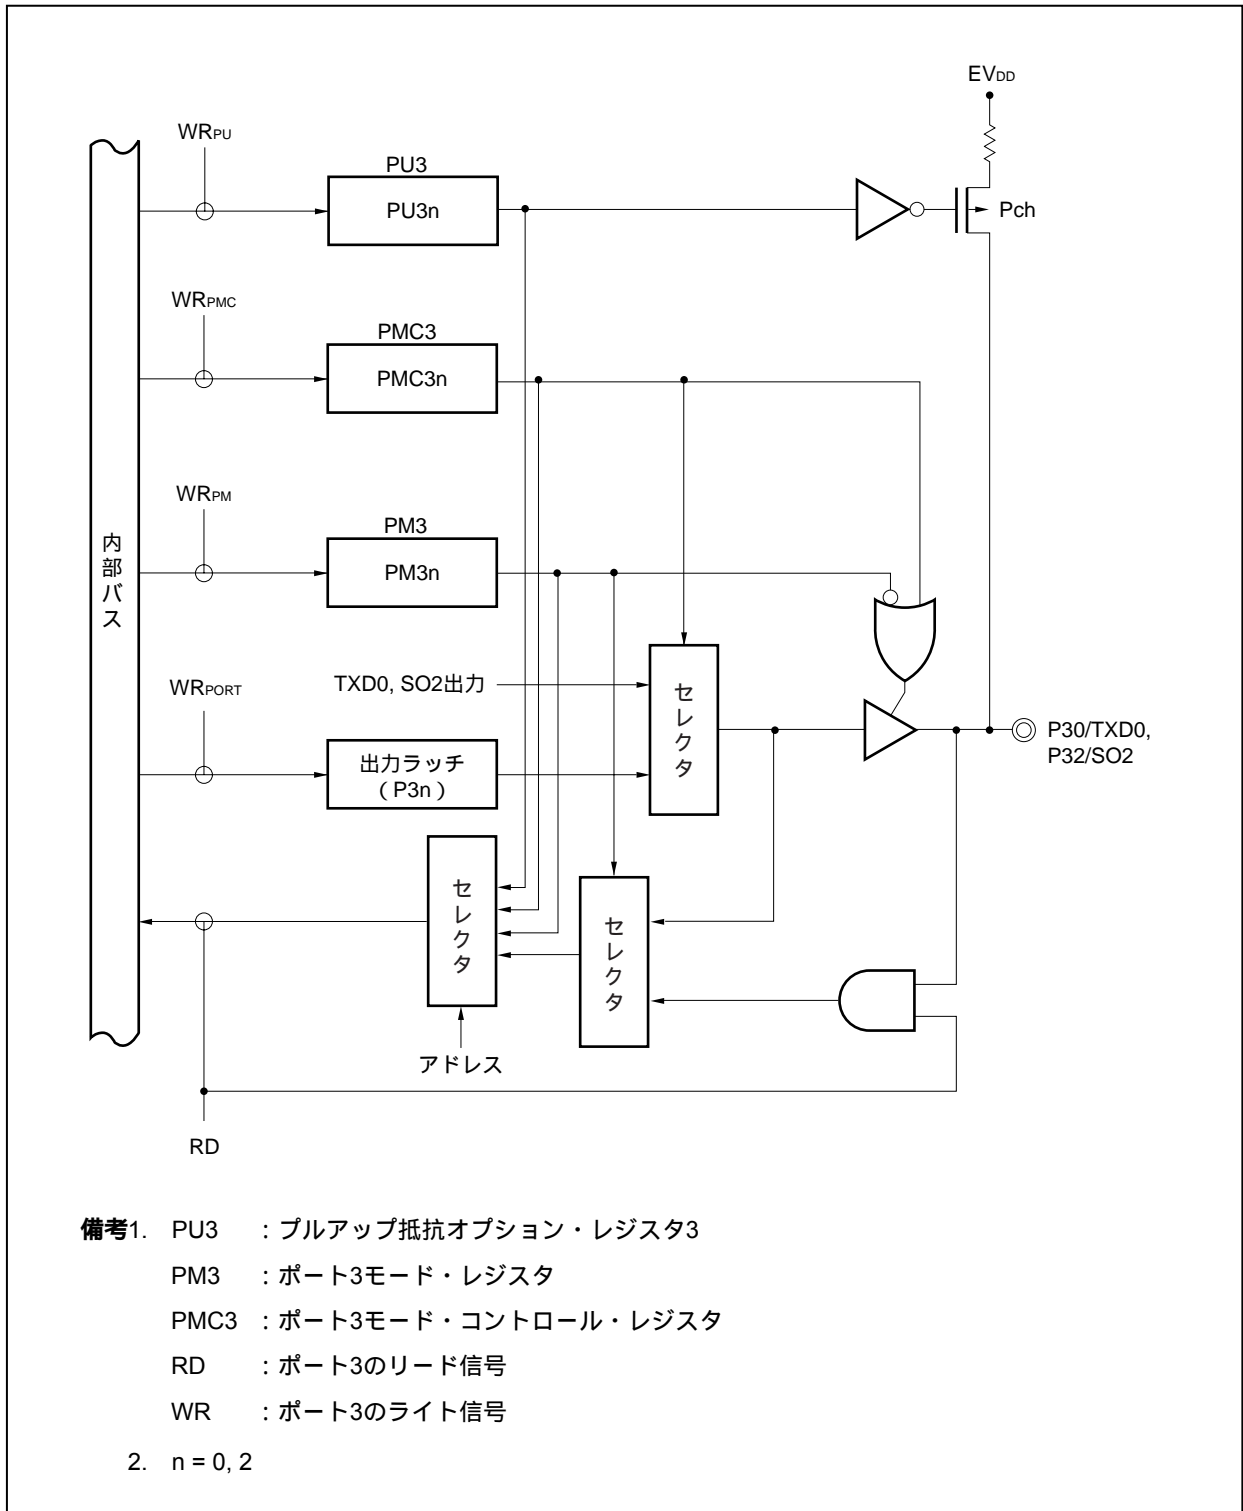 EVDD
WRPU
PU3
PU3n
Pch
WRPMC
PMC3
PMC3n
WRPM
PM3
PM3n
内部バス
WRPORT
TXD0, SO2出力
セレクタ
出力ラッチ
（P3n）
P30/TXD0,
P32/SO2
セレクタ
セレクタ
アドレス
RD
備考1. PU3 ：プルアップ抵抗オプション・レジスタ3
PM3 ：ポート3モード・レジスタ
PMC3 ：ポート3モード・コントロール・レジスタ
RD ：ポート3のリード信号
WR ：ポート3のライト信号
2. n = 0, 2